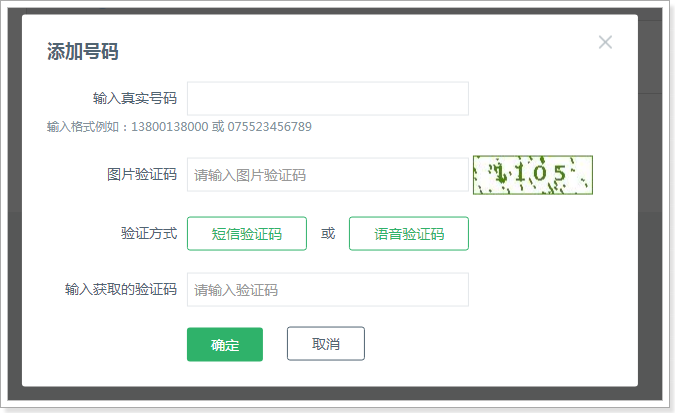 添加号码
输入真实号码
输入格式例如：13800138000 或 075523456789
图片验证码 请输入图片验证码 1105
验证方式 短信验证码 或 语音验证码
输入获取的验证码 请输入验证码
确定 取消